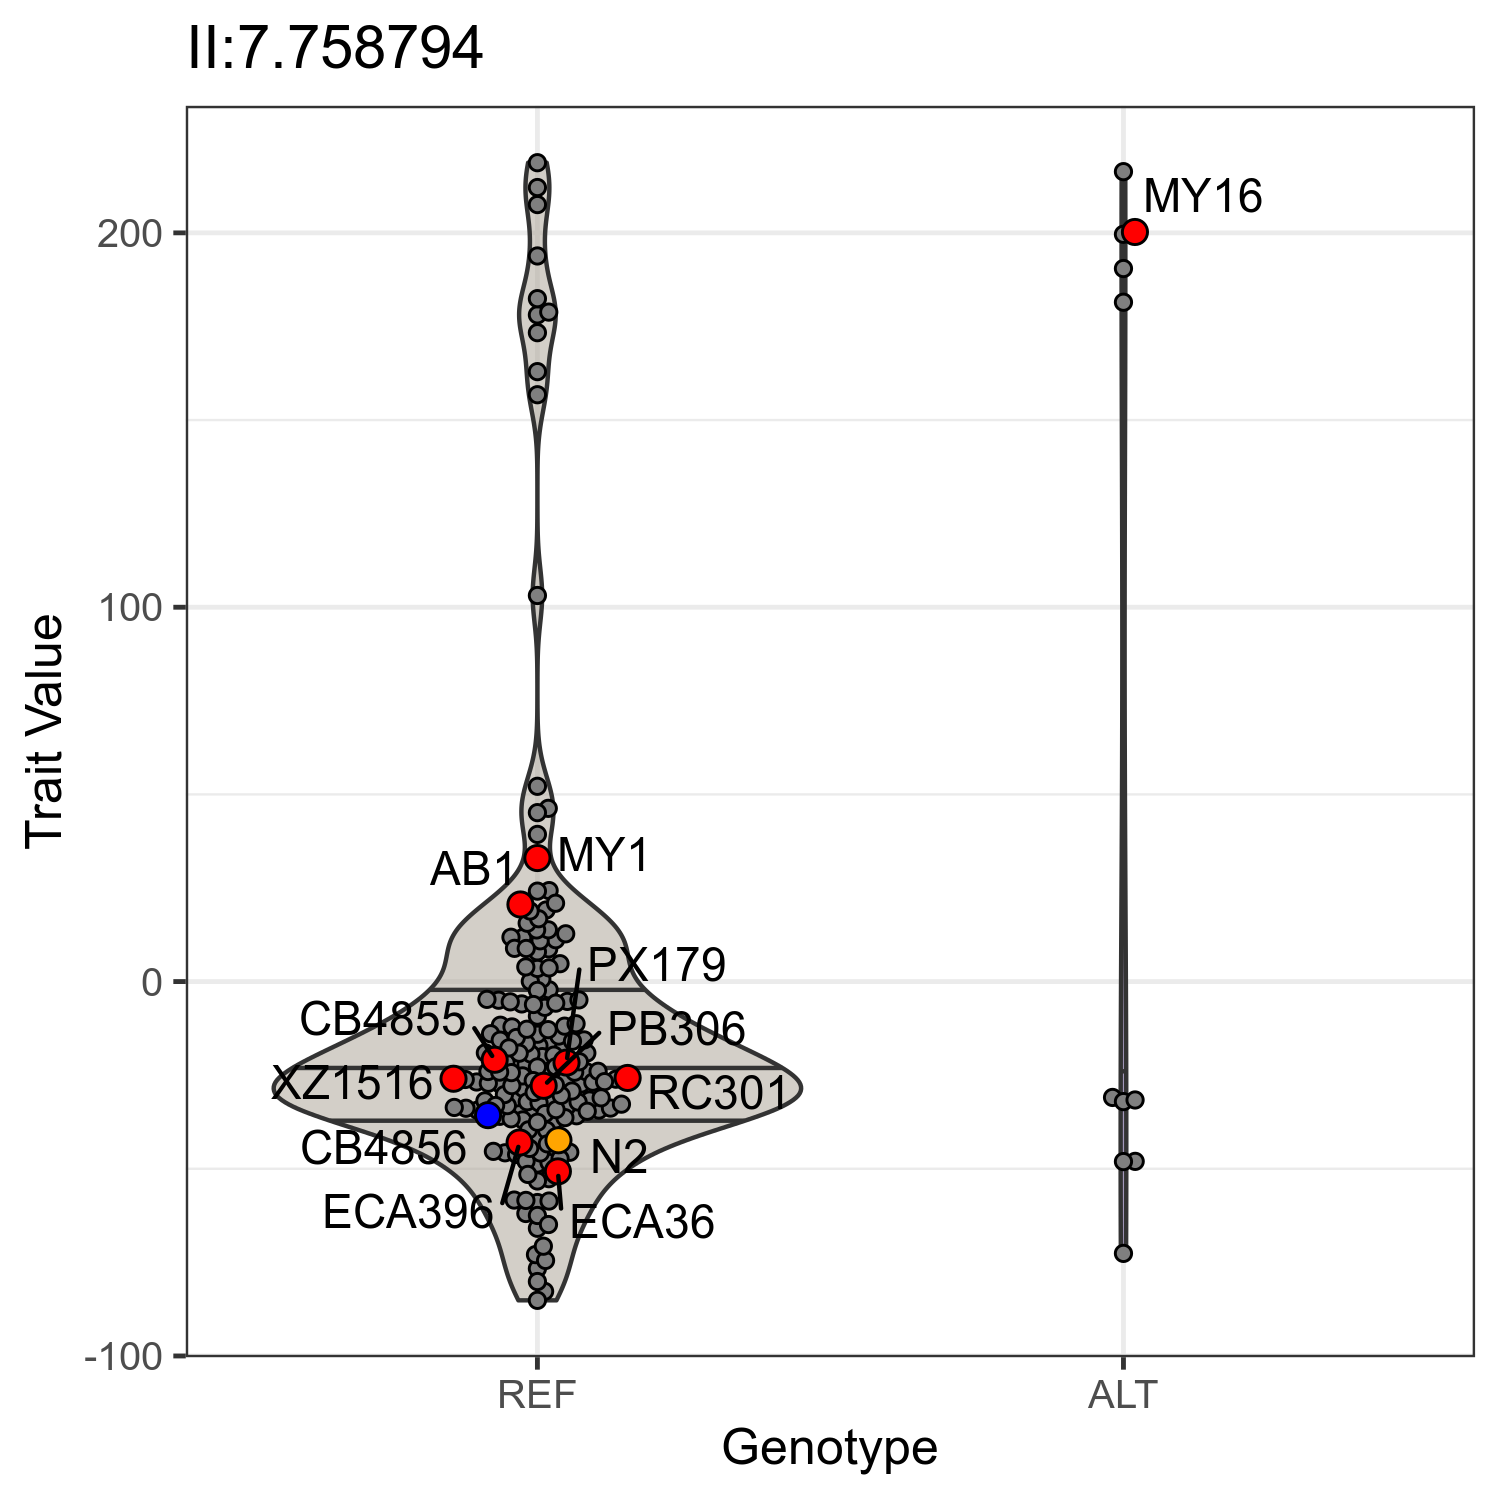 II:7.758794
MY16
200
100
AB1 MY1
PX179
0
CB4855
PB306
XZ1516
RC301
CB4856
N2
ECA396
ECA36
-100
REF ALT
Genotype
Trait Value